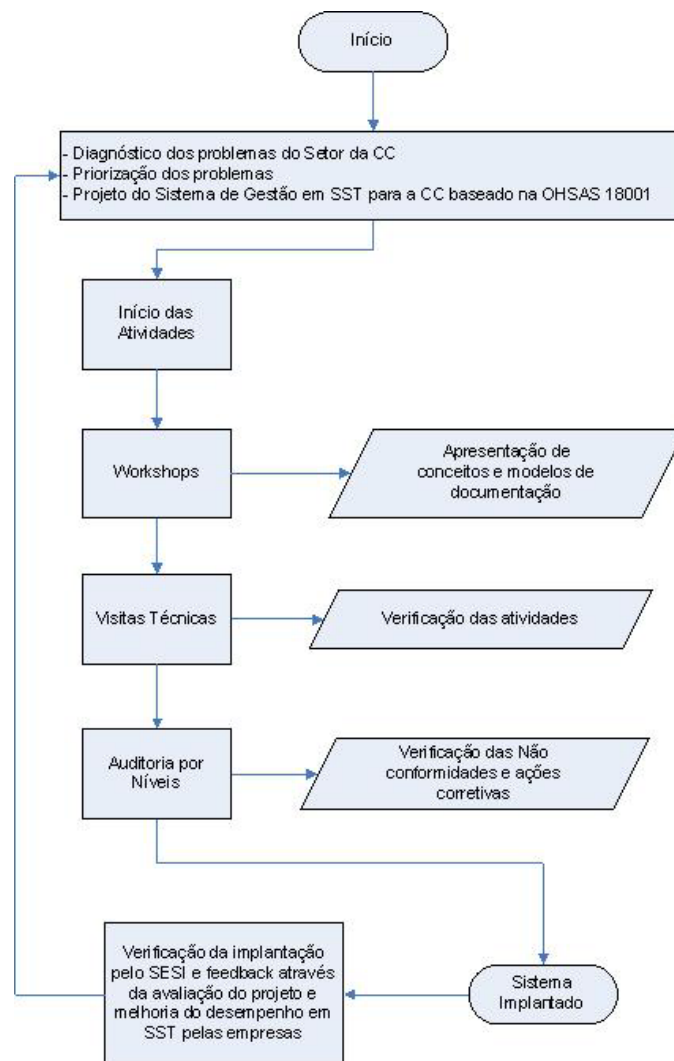 Início
- Diagnóstico dos problemas do Setor da CC
- Priorização dos problemas
- Projeto do Sistema de Gestão em SST para a CC baseado na OHSAS 18001
Início das
Atividades
Workshops
Apresentação de
conceitos e modelos de
documentação
Visitas Técnicas
Verificação das atividades
Auditoria por
Níveis
Verificação das Não
conformidades e ações
corretivas
Verificação da implantação
pelo SESI e feedback através
da avaliação do projeto e
melhoria do desempenho em
SST pelas empresas
Sistema
Implantado